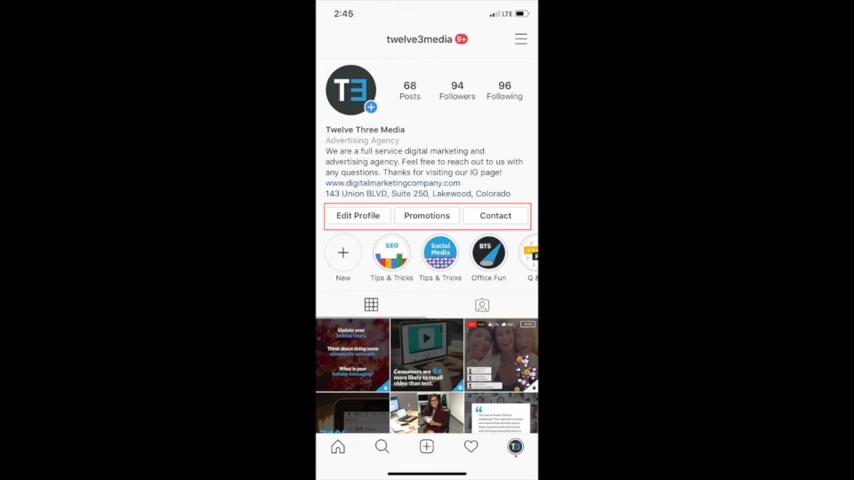 2:45
LTE
twelve3media 9+
T3
68 94 96
Posts Followers Following
Twelve Three Media
Advertising Agency
We are a full service digital marketing and
advertising agency. Feel free to reach out to us with
any questions. Thanks for visiting our IG page!
www.digitalmarketingcompany.com
143 Union BLVD, Suite 250, Lakewood, Colorado
Edit Profile Promotions Contact
SEO Social Media BTS
New Tips & Tricks Tips & Tricks Office Fun Q &
Update your
holiday hours.
Think about doing some
community outreach.
What is your
holiday messaging?
Consumers are 6x
more likely to recall
video than text.